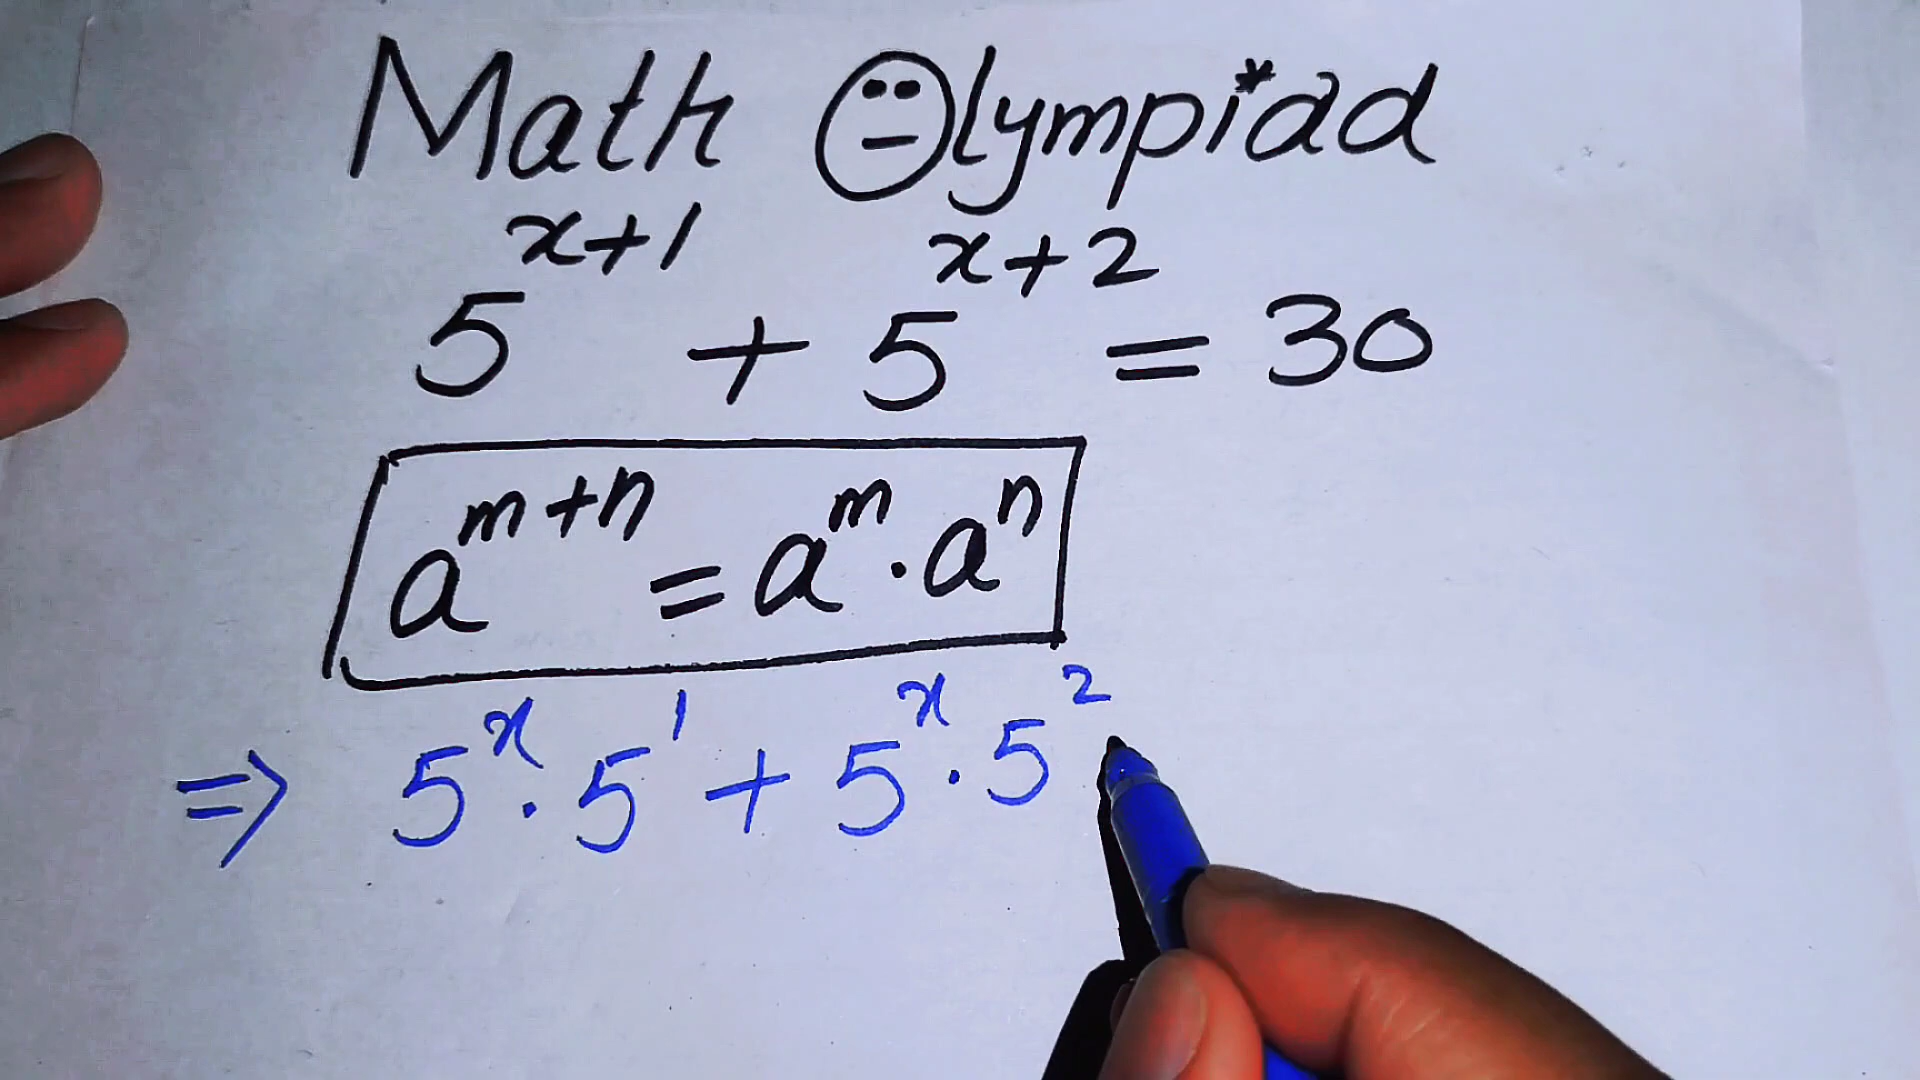 Math Olympiad
5^{x+1} + 5^{x+2} = 30
a^{m+n} = a^m · a^n
⇒ 5^x · 5^1 + 5^x · 5^2